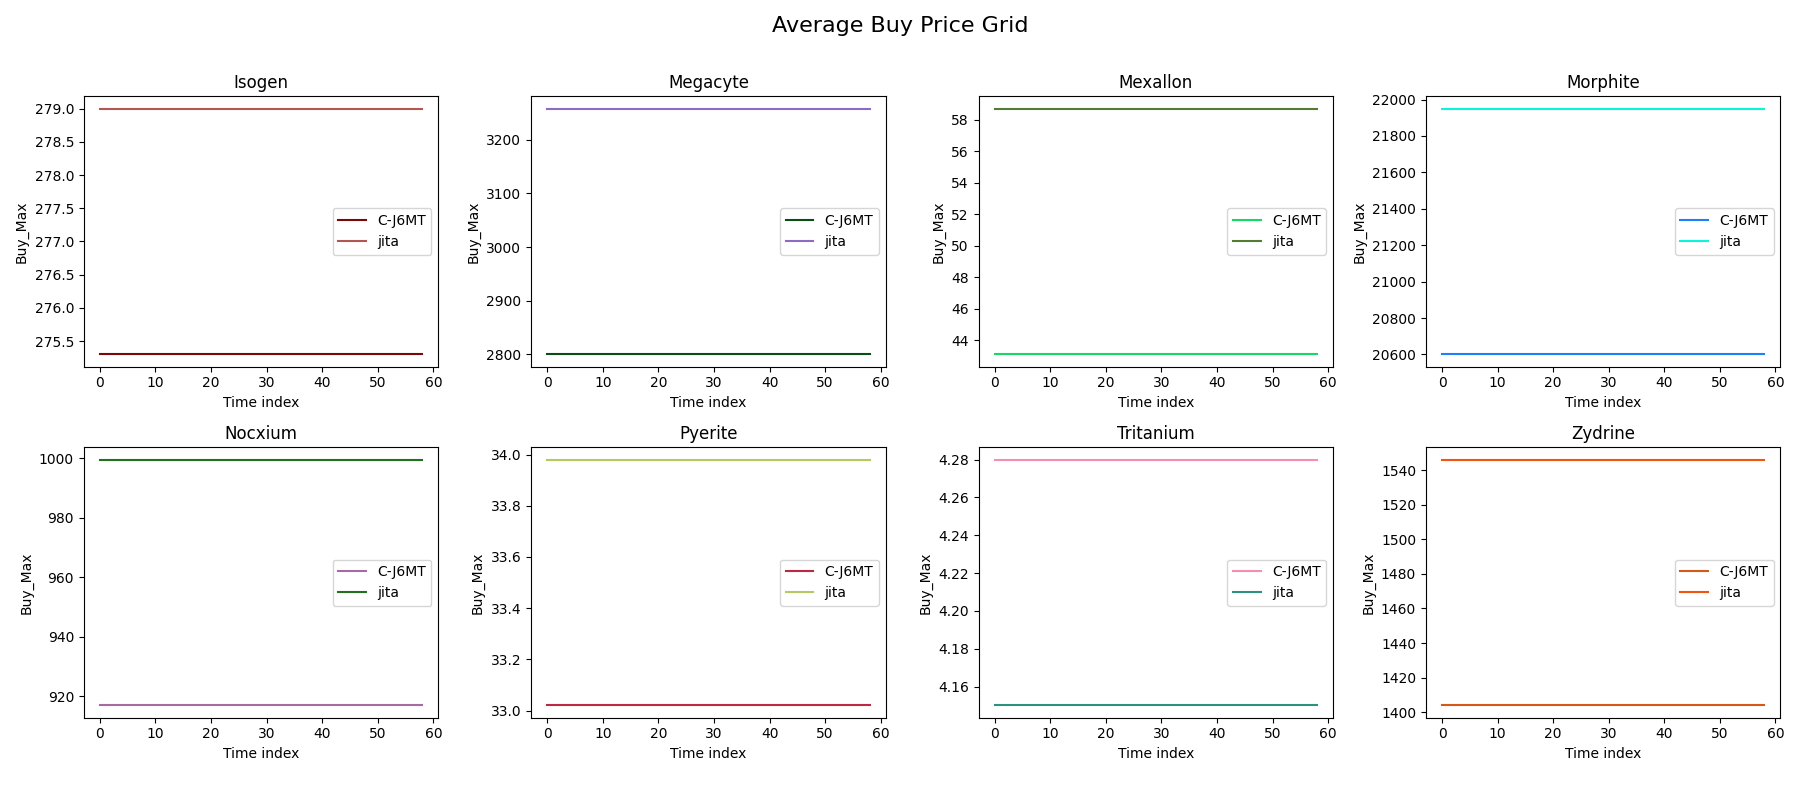 Average Buy Price Grid
Isogen
279.0
278.5
278.0
277.5
277.0
276.5
276.0
275.5
Buy_Max
C-J6MT
jita
0 10 20 30 40 50 60
Time index
Megacyte
3200
3100
3000
2900
2800
Buy_Max
C-J6MT
jita
0 10 20 30 40 50 60
Time index
Mexallon
58
56
54
52
50
48
46
44
Buy_Max
C-J6MT
jita
0 10 20 30 40 50 60
Time index
Morphite
22000
21800
21600
21400
21200
21000
20800
20600
Buy_Max
C-J6MT
jita
0 10 20 30 40 50 60
Time index
Nocxium
1000
980
960
940
920
Buy_Max
C-J6MT
jita
0 10 20 30 40 50 60
Time index
Pyerite
34.0
33.8
33.6
33.4
33.2
33.0
Buy_Max
C-J6MT
jita
0 10 20 30 40 50 60
Time index
Tritanium
4.28
4.26
4.24
4.22
4.20
4.18
4.16
Buy_Max
C-J6MT
jita
0 10 20 30 40 50 60
Time index
Zydrine
1540
1520
1500
1480
1460
1440
1420
1400
Buy_Max
C-J6MT
jita
0 10 20 30 40 50 60
Time index